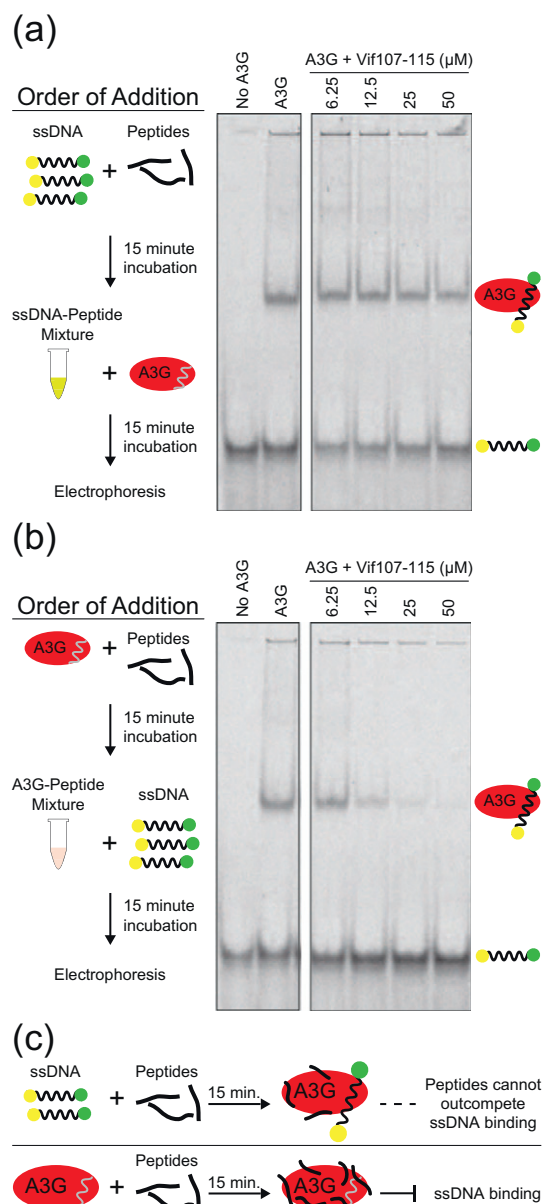 (a)
Order of Addition
ssDNA
Peptides
+
15 minute
incubation
ssDNA-Peptide
Mixture
+
A3G
15 minute
incubation
Electrophoresis
No A3G
A3G
A3G + Vif107-115 (μM)
6.25
12.5
25
50
A3G
(b)
Order of Addition
A3G
+
Peptides
15 minute
incubation
A3G-Peptide
Mixture
ssDNA
+
15 minute
incubation
Electrophoresis
No A3G
A3G
A3G + Vif107-115 (μM)
6.25
12.5
25
50
A3G
(c)
ssDNA
+
Peptides
15 min.
A3G
Peptides cannot
outcompete
ssDNA binding
A3G
+
Peptides
15 min.
A3G
ssDNA binding